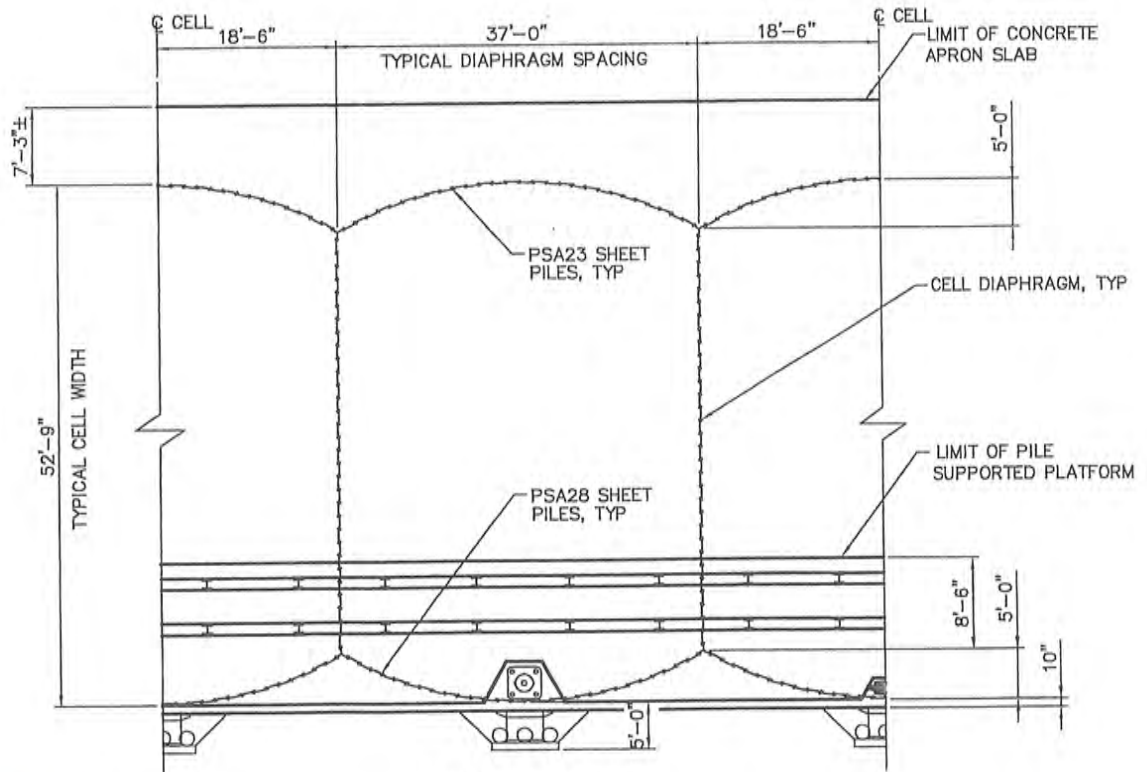 ℄ CELL
℄ CELL
18'-6"
37'-0"
18'-6"
TYPICAL DIAPHRAGM SPACING
LIMIT OF CONCRETE
APRON SLAB
7'-3"±
5'-0"
PSA23 SHEET
PILES, TYP
CELL DIAPHRAGM, TYP
52'-9"
TYPICAL CELL WIDTH
LIMIT OF PILE
SUPPORTED PLATFORM
PSA28 SHEET
PILES, TYP
8'-6"
5'-0"
10"
5'-0"